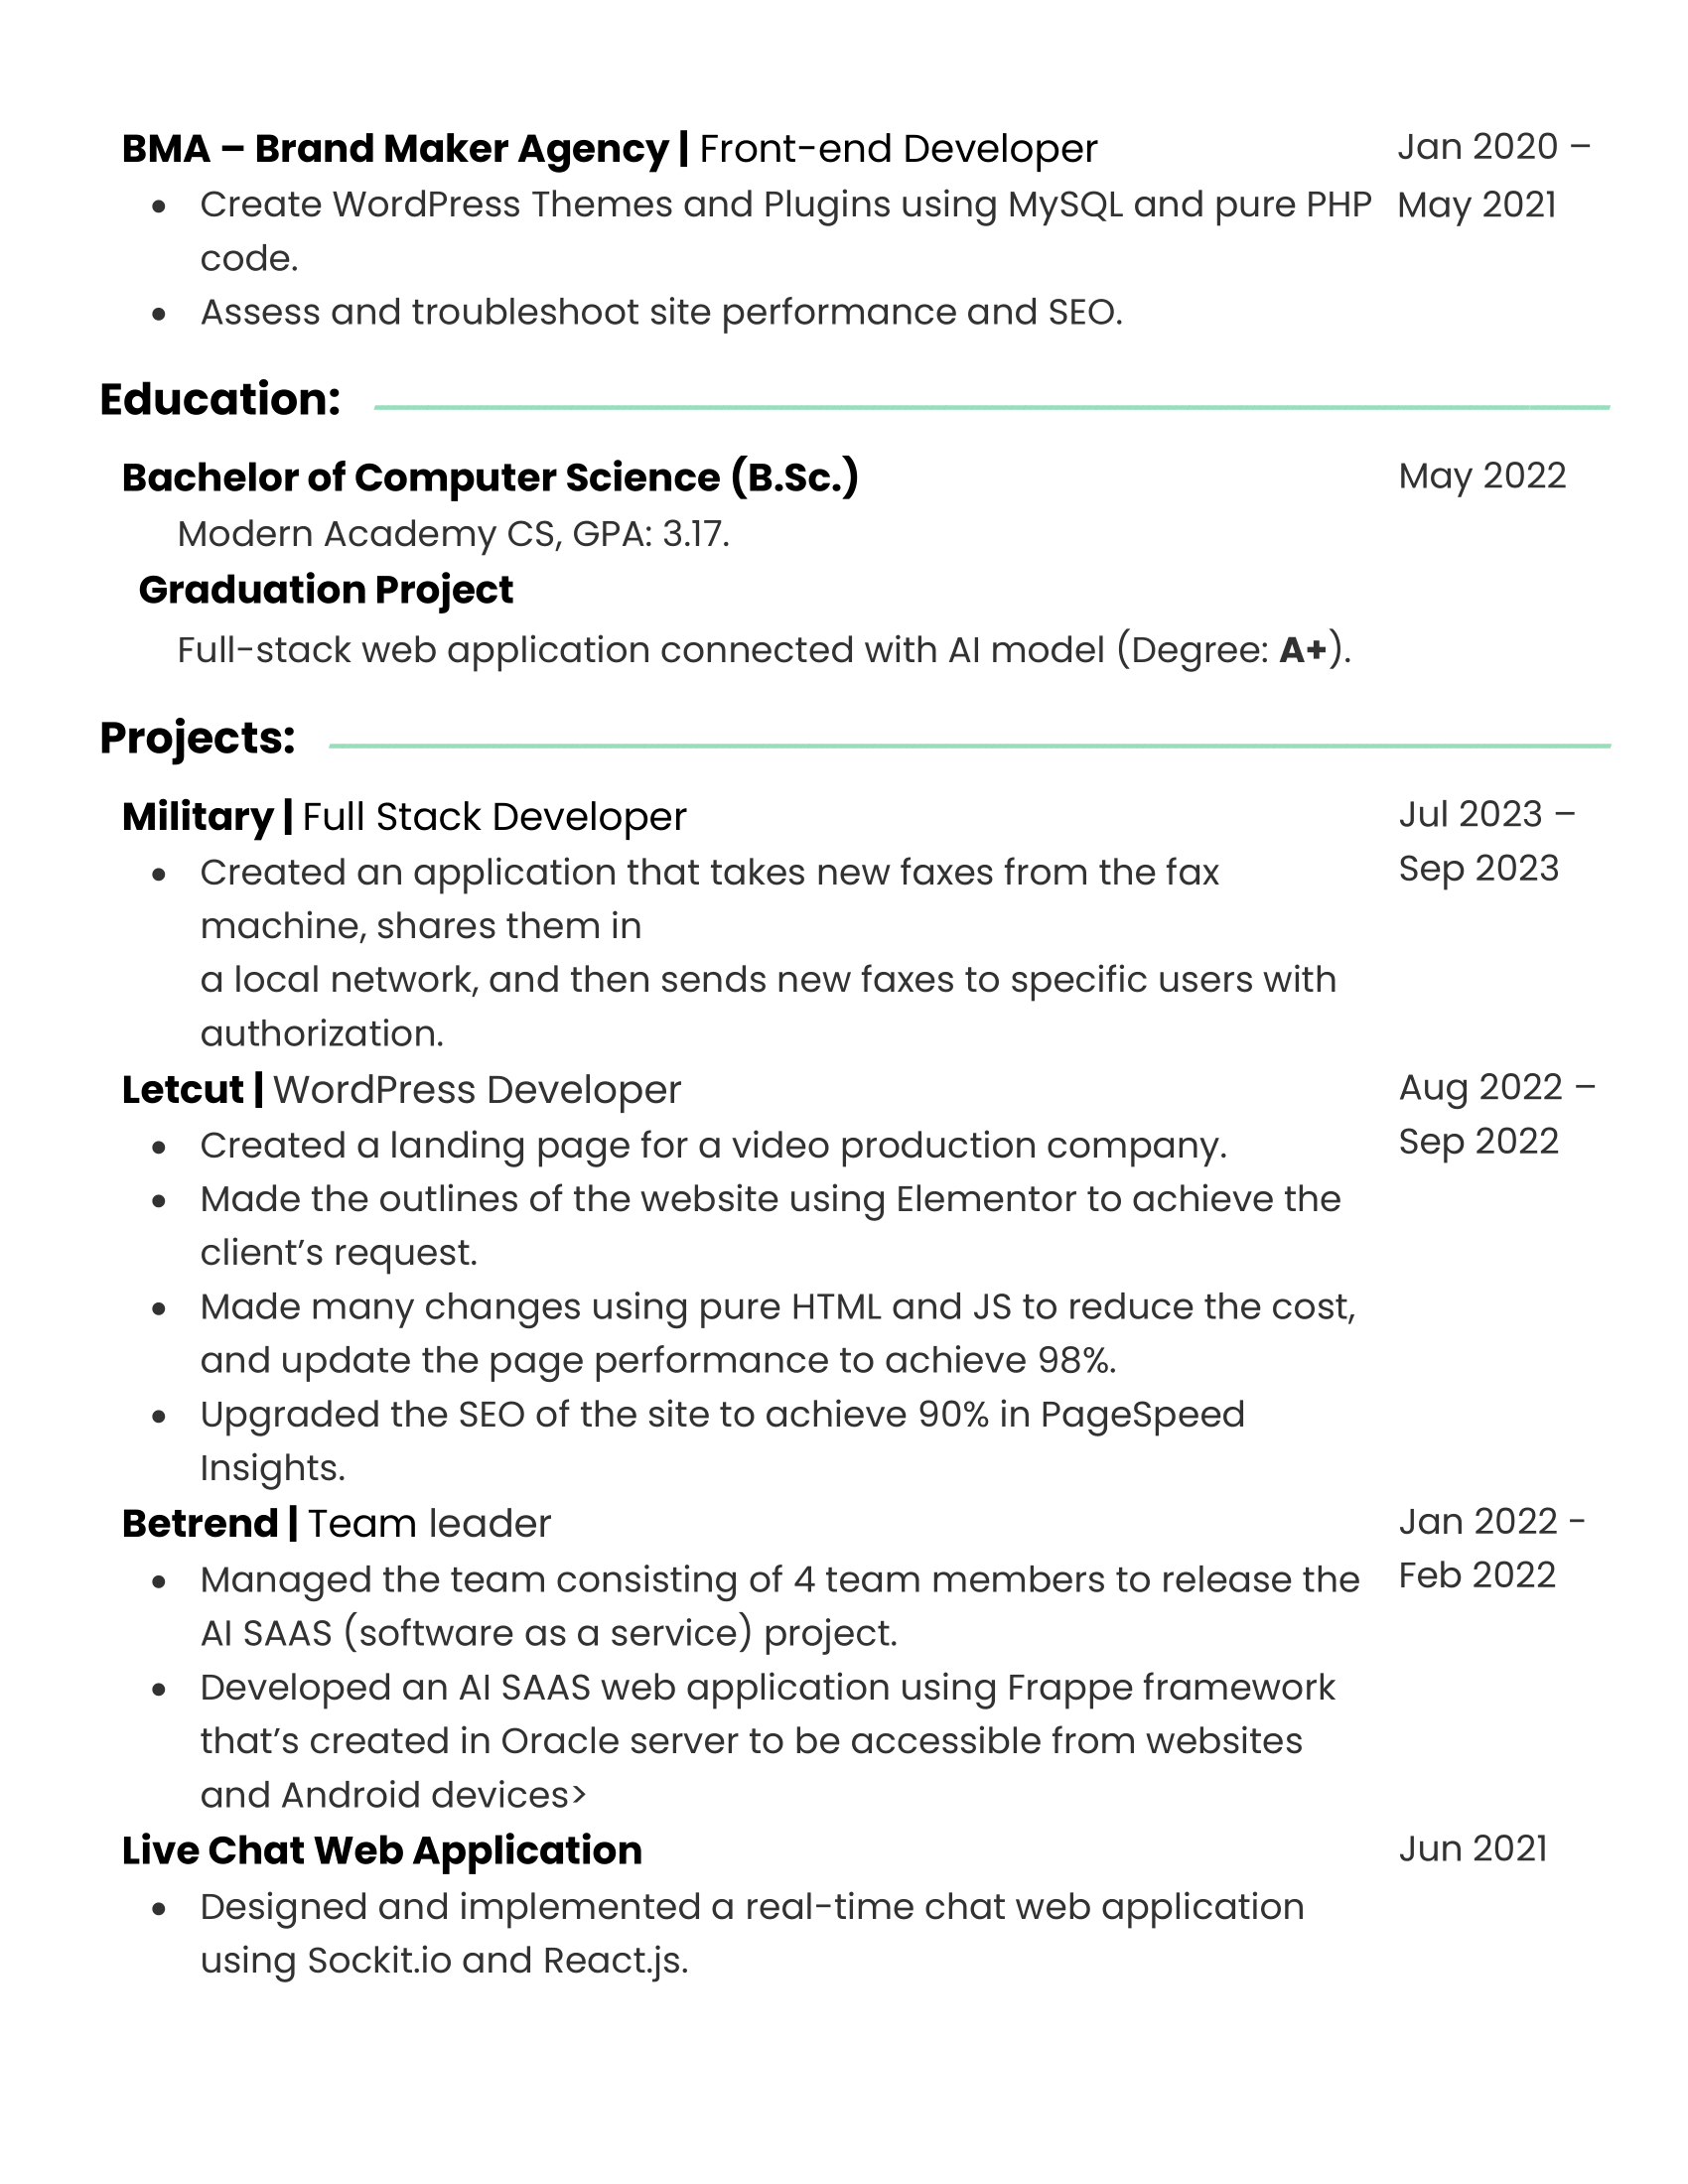 BMA – Brand Maker Agency | Front-end Developer
Jan 2020 –
May 2021
• Create WordPress Themes and Plugins using MySQL and pure PHP
code.
• Assess and troubleshoot site performance and SEO.
Education:
Bachelor of Computer Science (B.Sc.)
May 2022
Modern Academy CS, GPA: 3.17.
Graduation Project
Full-stack web application connected with AI model (Degree: A+).
Projects:
Military | Full Stack Developer
Jul 2023 –
Sep 2023
• Created an application that takes new faxes from the fax
machine, shares them in
a local network, and then sends new faxes to specific users with
authorization.
Letcut | WordPress Developer
Aug 2022 –
Sep 2022
• Created a landing page for a video production company.
• Made the outlines of the website using Elementor to achieve the
client’s request.
• Made many changes using pure HTML and JS to reduce the cost,
and update the page performance to achieve 98%.
• Upgraded the SEO of the site to achieve 90% in PageSpeed
Insights.
Betrend | Team leader
Jan 2022 -
Feb 2022
• Managed the team consisting of 4 team members to release the
AI SAAS (software as a service) project.
• Developed an AI SAAS web application using Frappe framework
that’s created in Oracle server to be accessible from websites
and Android devices>
Live Chat Web Application
Jun 2021
• Designed and implemented a real-time chat web application
using Sockit.io and React.js.